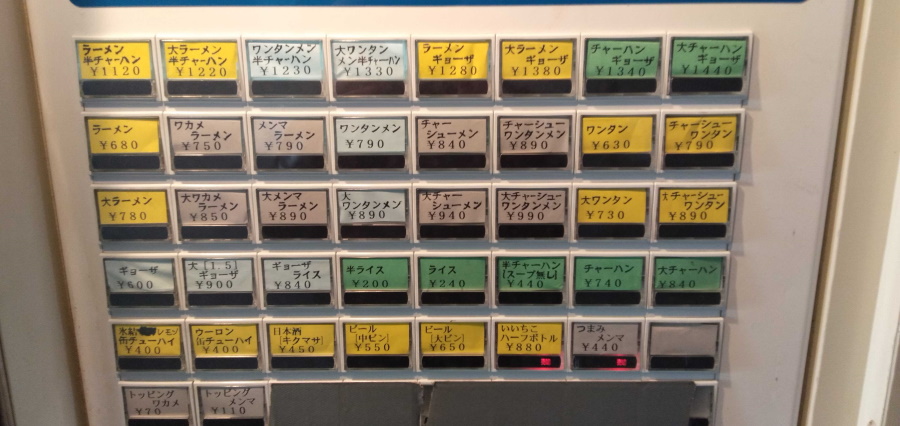 ラーメン
半チャーハン
￥1120
大ラーメン
半チャーハン
￥1220
ワンタンメン
半チャーハン
￥1230
大ワンタン
メン半チャーハン
￥1330
ラーメン
ギョーザ
￥1280
大ラーメン
ギョーザ
￥1380
チャーハン
ギョーザ
￥1340
大チャーハン
ギョーザ
￥1440
ラーメン
￥680
ワカメ
ラーメン
￥750
メンマ
ラーメン
￥790
ワンタンメン
￥790
チャー
シューメン
￥840
チャーシュー
ワンタンメン
￥890
ワンタン
￥630
チャーシュー
ワンタン
￥790
大ラーメン
￥780
大ワカメ
ラーメン
￥850
大メンマ
ラーメン
￥890
大
ワンタンメン
￥890
大チャー
シューメン
￥940
大チャーシュー
ワンタンメン
￥990
大ワンタン
￥730
大チャーシュー
ワンタン
￥890
ギョーザ
￥600
大[1.5]
ギョーザ
￥900
ギョーザ
ライス
￥840
半ライス
￥200
ライス
￥240
半チャーハン
[スープ無し]
￥440
チャーハン
￥740
大チャーハン
￥840
氷結 レモン
缶チューハイ
￥400
ウーロン
缶チューハイ
￥400
日本酒
[キクマサ]
￥450
ビール
[中ビン]
￥550
ビール
[大ビン]
￥650
いいちこ
ハーフボトル
￥880
つまみ
メンマ
￥440
トッピング
ワカメ
￥70
トッピング
メンマ
￥110